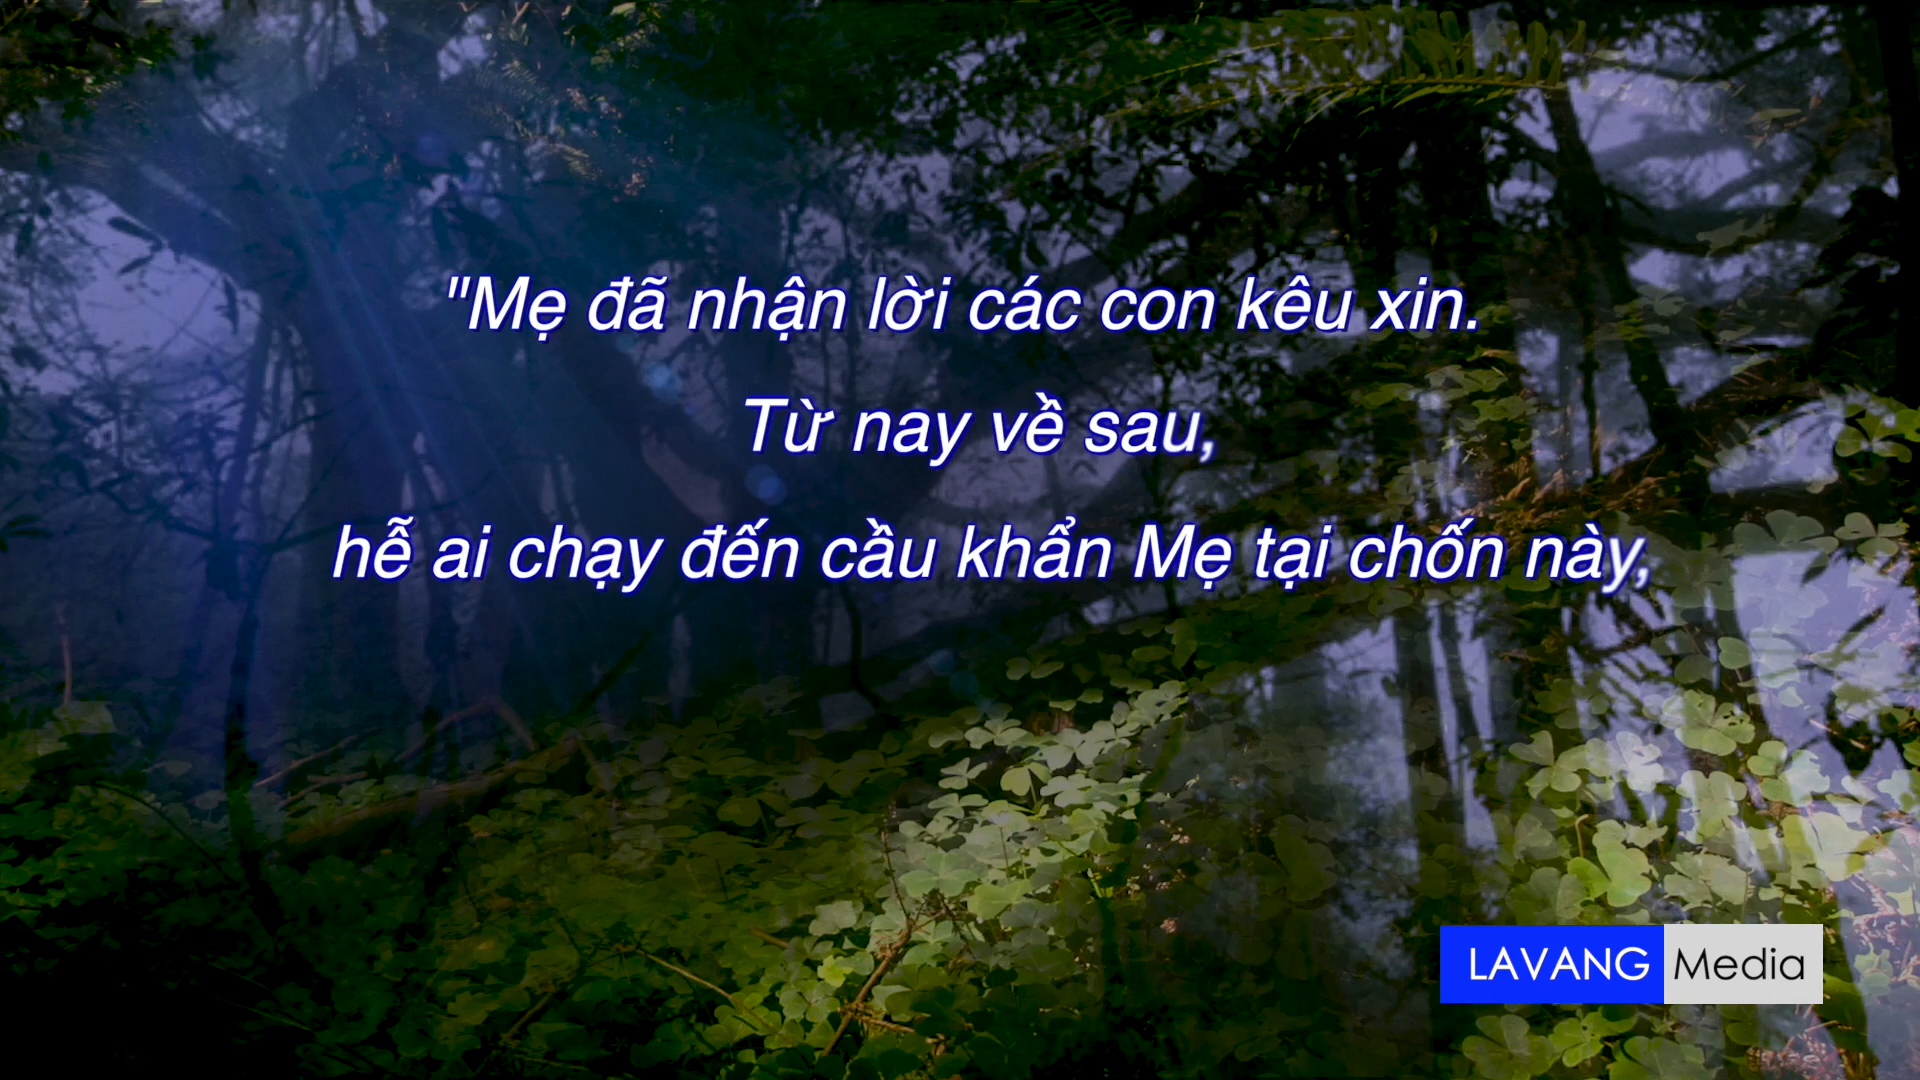 "Mẹ đã nhận lời các con kêu xin.
Từ nay về sau,
hễ ai chạy đến cầu khẩn Mẹ tại chốn này,
LAVANG Media